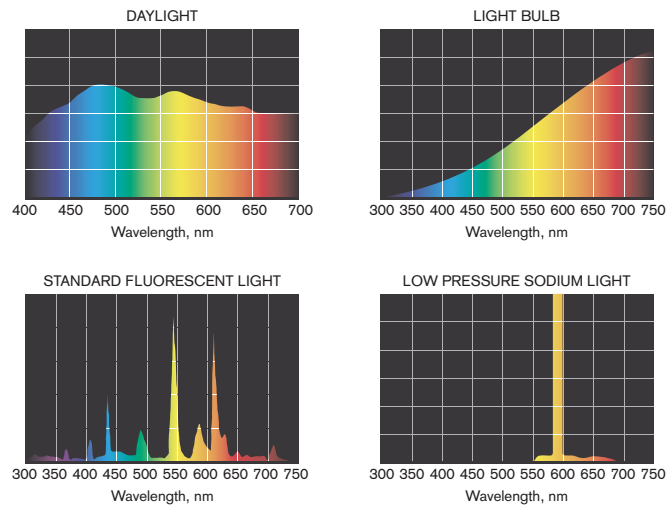 DAYLIGHT
400 450 500 550 600 650 700
Wavelength, nm
LIGHT BULB
300 350 400 450 500 550 600 650 700 750
Wavelength, nm
STANDARD FLUORESCENT LIGHT
300 350 400 450 500 550 600 650 700 750
Wavelength, nm
LOW PRESSURE SODIUM LIGHT
300 350 400 450 500 550 600 650 700 750
Wavelength, nm